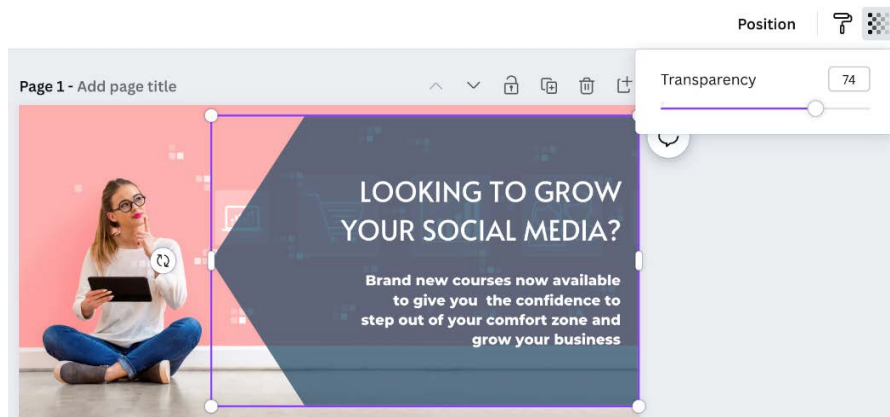 Position
Page 1 - Add page title
Transparency 74
LOOKING TO GROW
YOUR SOCIAL MEDIA?
Brand new courses now available
to give you the confidence to
step out of your comfort zone and
grow your business